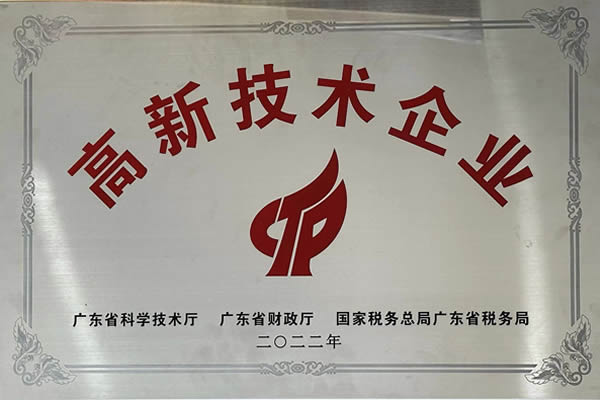 高新技术企业
广东省科学技术厅 广东省财政厅 国家税务总局广东省税务局
二〇二二年